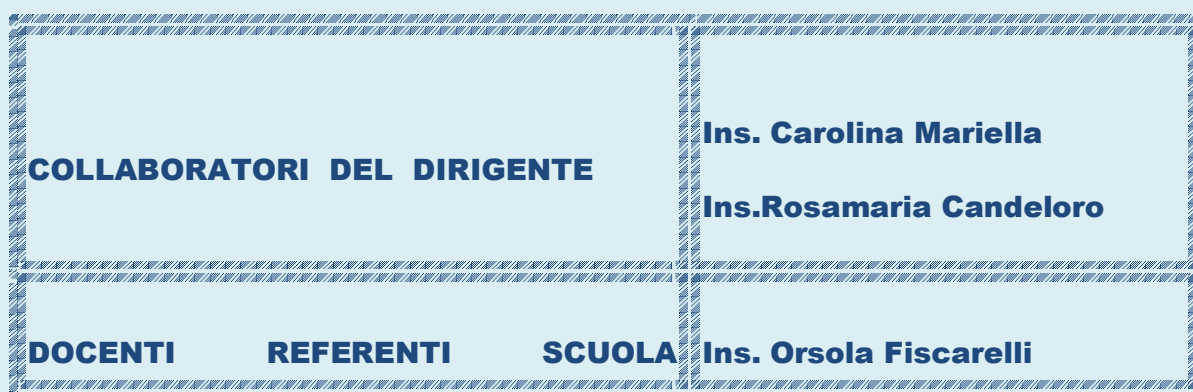 COLLABORATORI DEL DIRIGENTE
Ins. Carolina Mariella
Ins.Rosamaria Candeloro
DOCENTI REFERENTI SCUOLA
Ins. Orsola Fiscarelli